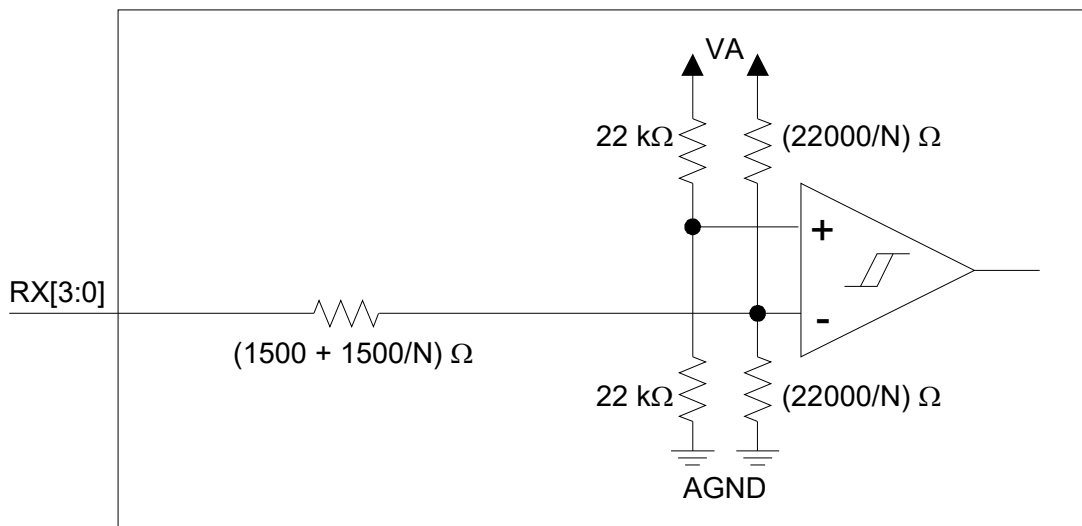 VA
22 kΩ
(22000/N) Ω
+
RX[3:0]
-
(1500 + 1500/N) Ω
22 kΩ
(22000/N) Ω
AGND